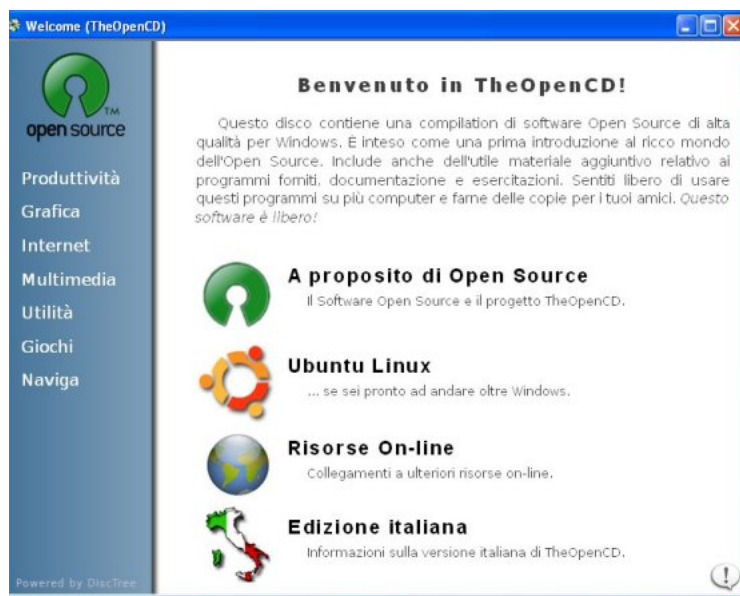 Welcome (TheOpenCD)
TM
open source
Produttività
Grafica
Internet
Multimedia
Utilità
Giochi
Naviga
Powered by DiscTree
Benvenuto in TheOpenCD!
Questo disco contiene una compilation di software Open Source di alta
qualità per Windows. È inteso come una prima introduzione al ricco mondo
dell'Open Source. Include anche dell'utile materiale aggiuntivo relativo ai
programmi forniti, documentazione e esercitazioni. Sentiti libero di usare
questi programmi su più computer e farne delle copie per i tuoi amici. Questo
software è libero!
A proposito di Open Source
Il Software Open Source e il progetto TheOpenCD.
Ubuntu Linux
... se sei pronto ad andare oltre Windows.
Risorse On-line
Collegamenti a ulteriori risorse on-line.
Edizione italiana
Informazioni sulla versione italiana di TheOpenCD.